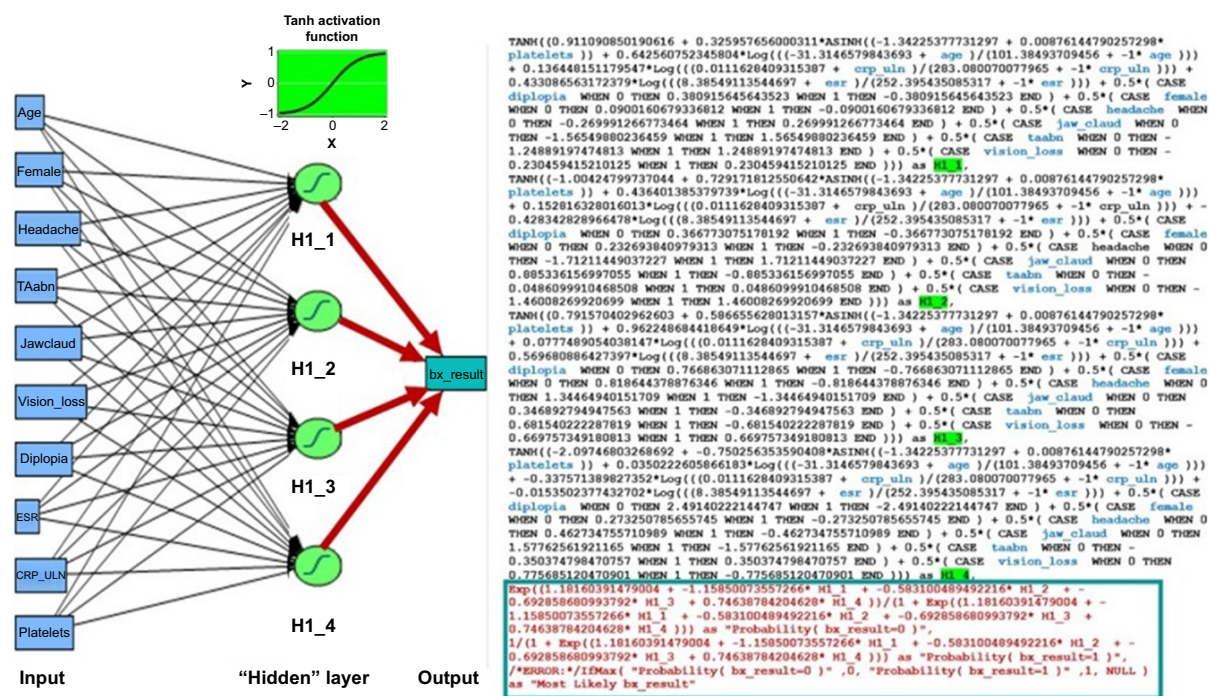 Tanh activation
function
1
0
–1
Y
–2
0
2
X
Age
Female
Headache
TAabn
Jawclaud
Vision_loss
Diplopia
ESR
CRP_ULN
Platelets
H1_1
H1_2
H1_3
H1_4
bx_result
Input
“Hidden” layer
Output
TANH((0.911090850190616 + 0.325957656000311*ASINH((-1.34225377731297 + 0.00876144790257298*
platelets )) + 0.642560752345804*Log(((-31.3146579843693 + age )/(101.38493709456 + -1* age )))
+ 0.136448151179547*Log(((0.0111628409315387 + crp_uln )/(283.080070077965 + -1* crp_uln ))) +
0.433086563172379*Log(((8.38549113544697 + esr )/(252.395435085317 + -1* esr ))) + 0.5*( CASE
diplopia WHEN 0 THEN 0.380915645643523 WHEN 1 THEN -0.380915645643523 END ) + 0.5*( CASE female
WHEN 0 THEN 0.0900160679336812 WHEN 1 THEN -0.0900160679336812 END ) + 0.5*( CASE headache WHEN
0 THEN -0.269991266773464 WHEN 1 THEN 0.269991266773464 END ) + 0.5*( CASE jaw_claud WHEN 0
THEN -1.56549880236459 WHEN 1 THEN 1.56549880236459 END ) + 0.5*( CASE taabn WHEN 0 THEN -
1.24889197474813 WHEN 1 THEN 1.24889197474813 END ) + 0.5*( CASE vision_loss WHEN 0 THEN -
0.230459415210125 WHEN 1 THEN 0.230459415210125 END ))) as H1_1,
TANH((-1.00424799737044 + 0.729171812550642*ASINH((-1.34225377731297 + 0.00876144790257298*
platelets )) + 0.436401385379739*Log(((-31.3146579843693 + age )/(101.38493709456 + -1* age )))
+ 0.152816328016013*Log(((0.0111628409315387 + crp_uln )/(283.080070077965 + -1* crp_uln ))) + -
0.428342828966478*Log(((8.38549113544697 + esr )/(252.395435085317 + -1* esr ))) + 0.5*( CASE
diplopia WHEN 0 THEN 0.366773075178192 WHEN 1 THEN -0.366773075178192 END ) + 0.5*( CASE female
WHEN 0 THEN 0.232693840979313 WHEN 1 THEN -0.232693840979313 END ) + 0.5*( CASE headache WHEN 0
THEN -1.71211449037227 WHEN 1 THEN 1.71211449037227 END ) + 0.5*( CASE jaw_claud WHEN 0 THEN
0.885336156997055 WHEN 1 THEN -0.885336156997055 END ) + 0.5*( CASE taabn WHEN 0 THEN -
0.0486099910468508 WHEN 1 THEN 0.0486099910468508 END ) + 0.5*( CASE vision_loss WHEN 0 THEN -
1.46008269920699 WHEN 1 THEN 1.46008269920699 END ))) as H1_2,
TANH((0.791570402962603 + 0.586655628013157*ASINH((-1.34225377731297 + 0.00876144790257298*
platelets )) + 0.962248684418649*Log(((-31.3146579843693 + age )/(101.38493709456 + -1* age )))
+ 0.0777489054038147*Log(((0.0111628409315387 + crp_uln )/(283.080070077965 + -1* crp_uln ))) +
0.569680886427397*Log(((8.38549113544697 + esr )/(252.395435085317 + -1* esr ))) + 0.5*( CASE
diplopia WHEN 0 THEN 0.766863071112865 WHEN 1 THEN -0.766863071112865 END ) + 0.5*( CASE female
WHEN 0 THEN 0.818644378876346 WHEN 1 THEN -0.818644378876346 END ) + 0.5*( CASE headache WHEN 0
THEN 1.34464940151709 WHEN 1 THEN -1.34464940151709 END ) + 0.5*( CASE jaw_claud WHEN 0 THEN
0.346892794947563 WHEN 1 THEN -0.346892794947563 END ) + 0.5*( CASE taabn WHEN 0 THEN -
0.681540222287819 WHEN 1 THEN 0.681540222287819 END ) + 0.5*( CASE vision_loss WHEN 0 THEN -
0.669757349180813 WHEN 1 THEN 0.669757349180813 END ))) as H1_3,
TANH((-2.09746803268692 + -0.750256353590408*ASINH((-1.34225377731297 + 0.00876144790257298*
platelets )) + 0.0350222605866183*Log(((-31.3146579843693 + age )/(101.38493709456 + -1* age )))
+ -0.337571389827352*Log(((0.0111628409315387 + crp_uln )/(283.080070077965 + -1* crp_uln )))
+ -0.0153502377432702*Log(((8.38549113544697 + esr )/(252.395435085317 + -1* esr ))) + 0.5*( CASE
diplopia WHEN 0 THEN 2.49140222144747 WHEN 1 THEN -2.49140222144747 END ) + 0.5*( CASE female
WHEN 0 THEN 0.273250785655745 WHEN 1 THEN -0.273250785655745 END ) + 0.5*( CASE headache WHEN 0
THEN 0.462734755710989 WHEN 1 THEN -0.462734755710989 END ) + 0.5*( CASE jaw_claud WHEN 0 THEN
1.57762561921165 WHEN 1 THEN -1.57762561921165 END ) + 0.5*( CASE taabn WHEN 0 THEN -
0.350374798470757 WHEN 1 THEN 0.350374798470757 END ) + 0.5*( CASE vision_loss WHEN 0 THEN
0.775685120470901 WHEN 1 THEN -0.775685120470901 END ))) as H1_4,
Exp((1.18160391479004 + -1.15850073557266* H1_1 + -0.583100489492216* H1_2 + -
0.692858680993792* H1_3 + 0.74638784204628* H1_4 ))/(1 + Exp((1.18160391479004 + -
1.15850073557266* H1_1 + -0.583100489492216* H1_2 + -0.692858680993792* H1_3 +
0.74638784204628* H1_4 ))) as "Probability( bx_result=0 )",
1/(1 + Exp((1.18160391479004 + -1.15850073557266* H1_1 + -0.583100489492216* H1_2 + -
0.692858680993792* H1_3 + 0.74638784204628* H1_4 ))) as "Probability( bx_result=1 )",
/*ERROR:*/IfMax( "Probability( bx_result=0 )" ,0, "Probability( bx_result=1 )" ,1, NULL )
as "Most Likely bx_result"